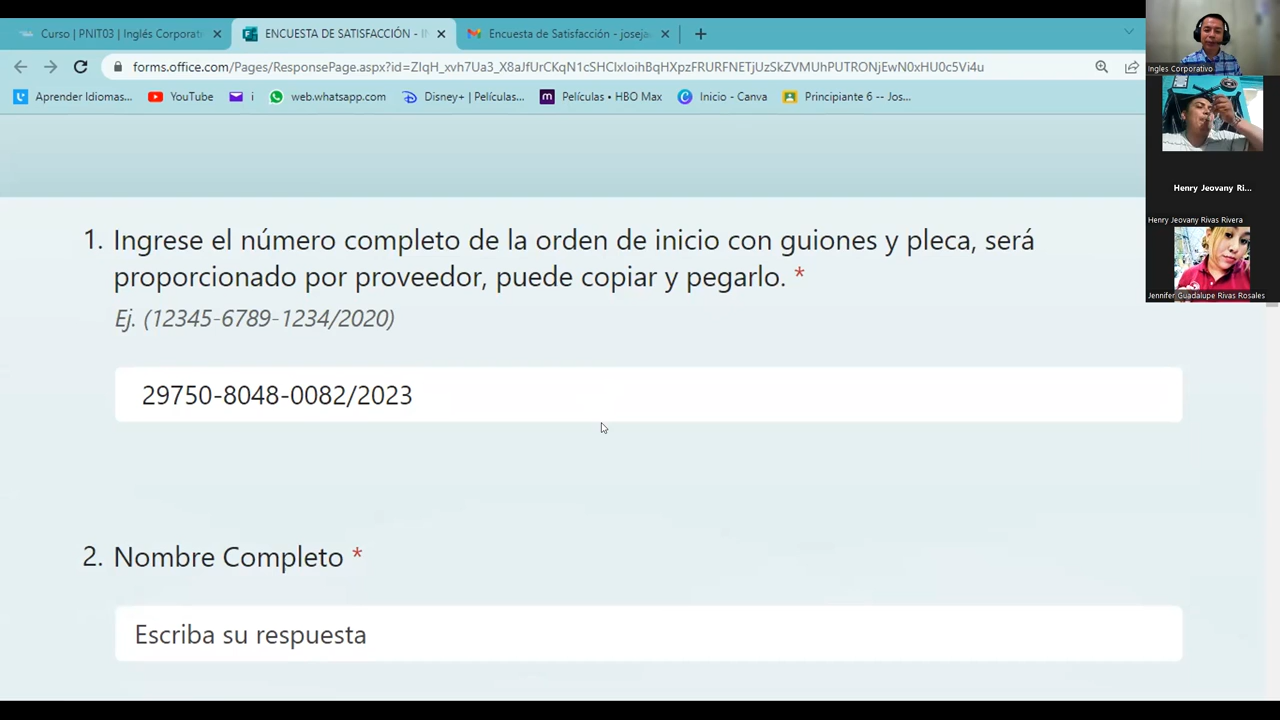 Curso | PNIT03 | Inglés Corporati
ENCUESTA DE SATISFACCIÓN - I
Encuesta de Satisfacción - joseja
forms.office.com/Pages/ResponsePage.aspx?id=ZIqH_xvh7Ua3_
Aprender Idiomas...
YouTube
i
web.whatsapp.com
Disney+ | Películas...
Películas • HBO Max
Inicio - Canva
Principiante 6 -- Jos...
Ingles Corporativo
Henry Jeovany Ri...
Henry Jeovany Rivas Rivera
Jennifer Guadalupe Rivas Rosales
1. Ingrese el número completo de la orden de inicio con guiones y pleca, será
proporcionado por proveedor, puede copiar y pegarlo. *
Ej. (12345-6789-1234/2020)
29750-8048-0082/2023
2. Nombre Completo *
Escriba su respuesta